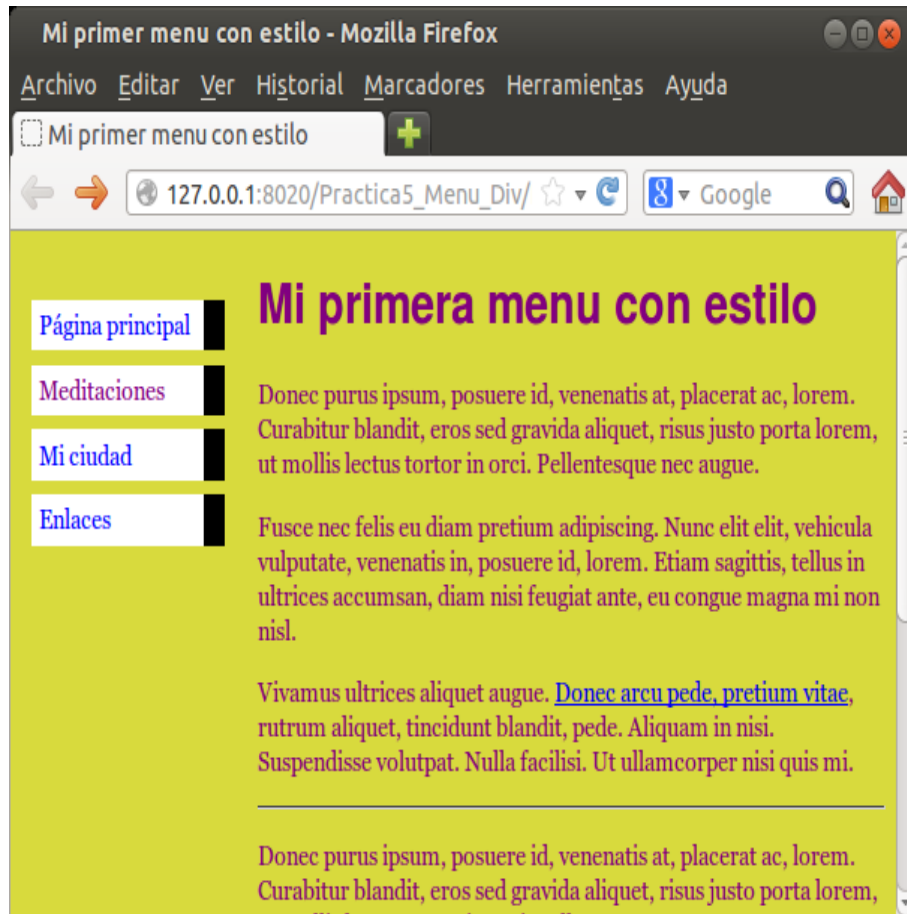 Mi primer menu con estilo - Mozilla Firefox
Archivo Editar Ver Historial Marcadores Herramientas Ayuda
Mi primer menu con estilo
127.0.0.1:8020/Practica5_Menu_Div/ 8 Google
Página principal
Meditaciones
Mi ciudad
Enlaces
Mi primera menu con estilo
Donec purus ipsum, posuere id, venenatis at, placerat ac, lorem.
Curabitur blandit, eros sed gravida aliquet, risus justo porta lorem,
ut mollis lectus tortor in orci. Pellentesque nec augue.
Fusce nec felis eu diam pretium adipiscing. Nunc elit elit, vehicula
vulputate, venenatis in, posuere id, lorem. Etiam sagittis, tellus in
ultrices accumsan, diam nisi feugiat ante, eu congue magna mi non
nisl.
Vivamus ultrices aliquet augue. Donec arcu pede, pretium vitae,
rutrum aliquet, tincidunt blandit, pede. Aliquam in nisi.
Suspendisse volutpat. Nulla facilisi. Ut ullamcorper nisi quis mi.
Donec purus ipsum, posuere id, venenatis at, placerat ac, lorem.
Curabitur blandit, eros sed gravida aliquet, risus justo porta lorem,